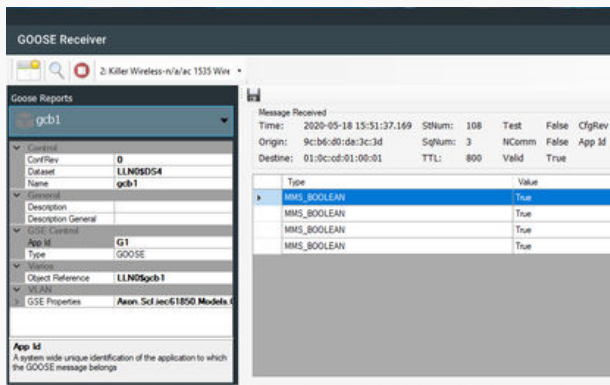 GOOSE Receiver
2: Killer Wireless-n/a/ac 1535 Wire
Goose Reports
gcb1
Control
ConfRev 0
Dataset LLN0$DS4
Name gcb1
General
Description
Description General
GSE Control
App Id G1
Type GOOSE
Varios
Object Reference LLN0$gcb1
VLAN
GSE Properties Axon.Scl.iec61850.Models.
App Id
A system wide unique identification of the application to which
the GOOSE message belongs
Message Received
Time: 2020-05-18 15:51:37.169 StNum: 108 Test False CfgRev
Origin: 9c:b6:d0:da:3c:3d SqNum: 3 NComm False App Id
Destine: 01:0c:cd:01:00:01 TTL: 800 Valid True
Type Value
MMS_BOOLEAN True
MMS_BOOLEAN True
MMS_BOOLEAN True
MMS_BOOLEAN True